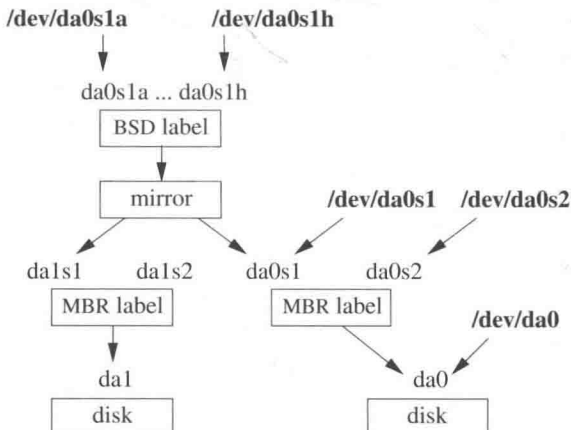 /dev/da0s1a /dev/da0s1h
da0s1a ... da0s1h
BSD label
mirror
/dev/da0s1 /dev/da0s2
da1s1 da1s2 da0s1 da0s2
MBR label MBR label
/dev/da0
da1 da0
disk disk